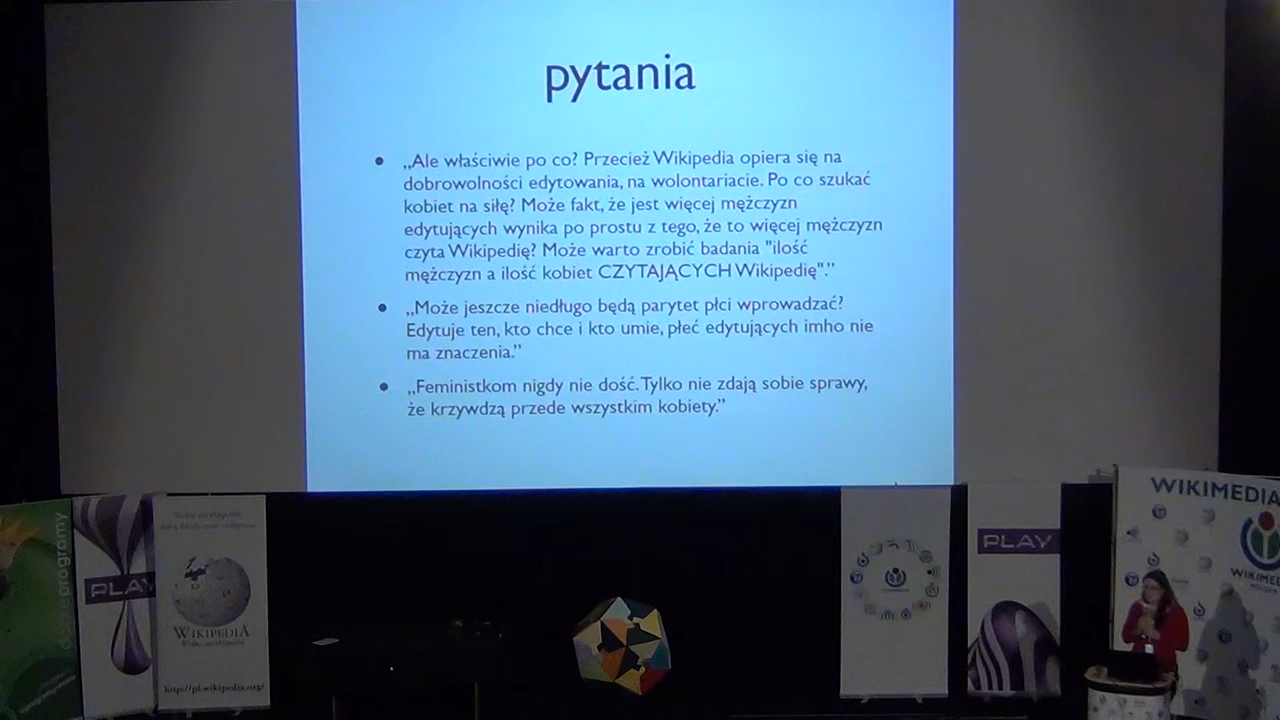 pytania
• „Ale właściwie po co? Przecież Wikipedia opiera się na
dobrowolności edytowania, na wolontariacie. Po co szukać
kobiet na siłę? Może fakt, że jest więcej mężczyzn
edytujących wynika po prostu z tego, że to więcej mężczyzn
czyta Wikipedię? Może warto zrobić badania "ilość
mężczyzn a ilość kobiet CZYTAJĄCYCH Wikipedię".”
• „Może jeszcze niedługo będą parytet płci wprowadzać?
Edytuje ten, kto chce i kto umie, płeć edytujących imho nie
ma znaczenia.”
• „Feministkom nigdy nie dość. Tylko nie zdają sobie sprawy,
że krzywdzą przede wszystkim kobiety.”
programy
PLAY
WIKIPEDIA
http://pl.wikipedia.org/
PLAY
WIKIMEDIA
WIKIMED